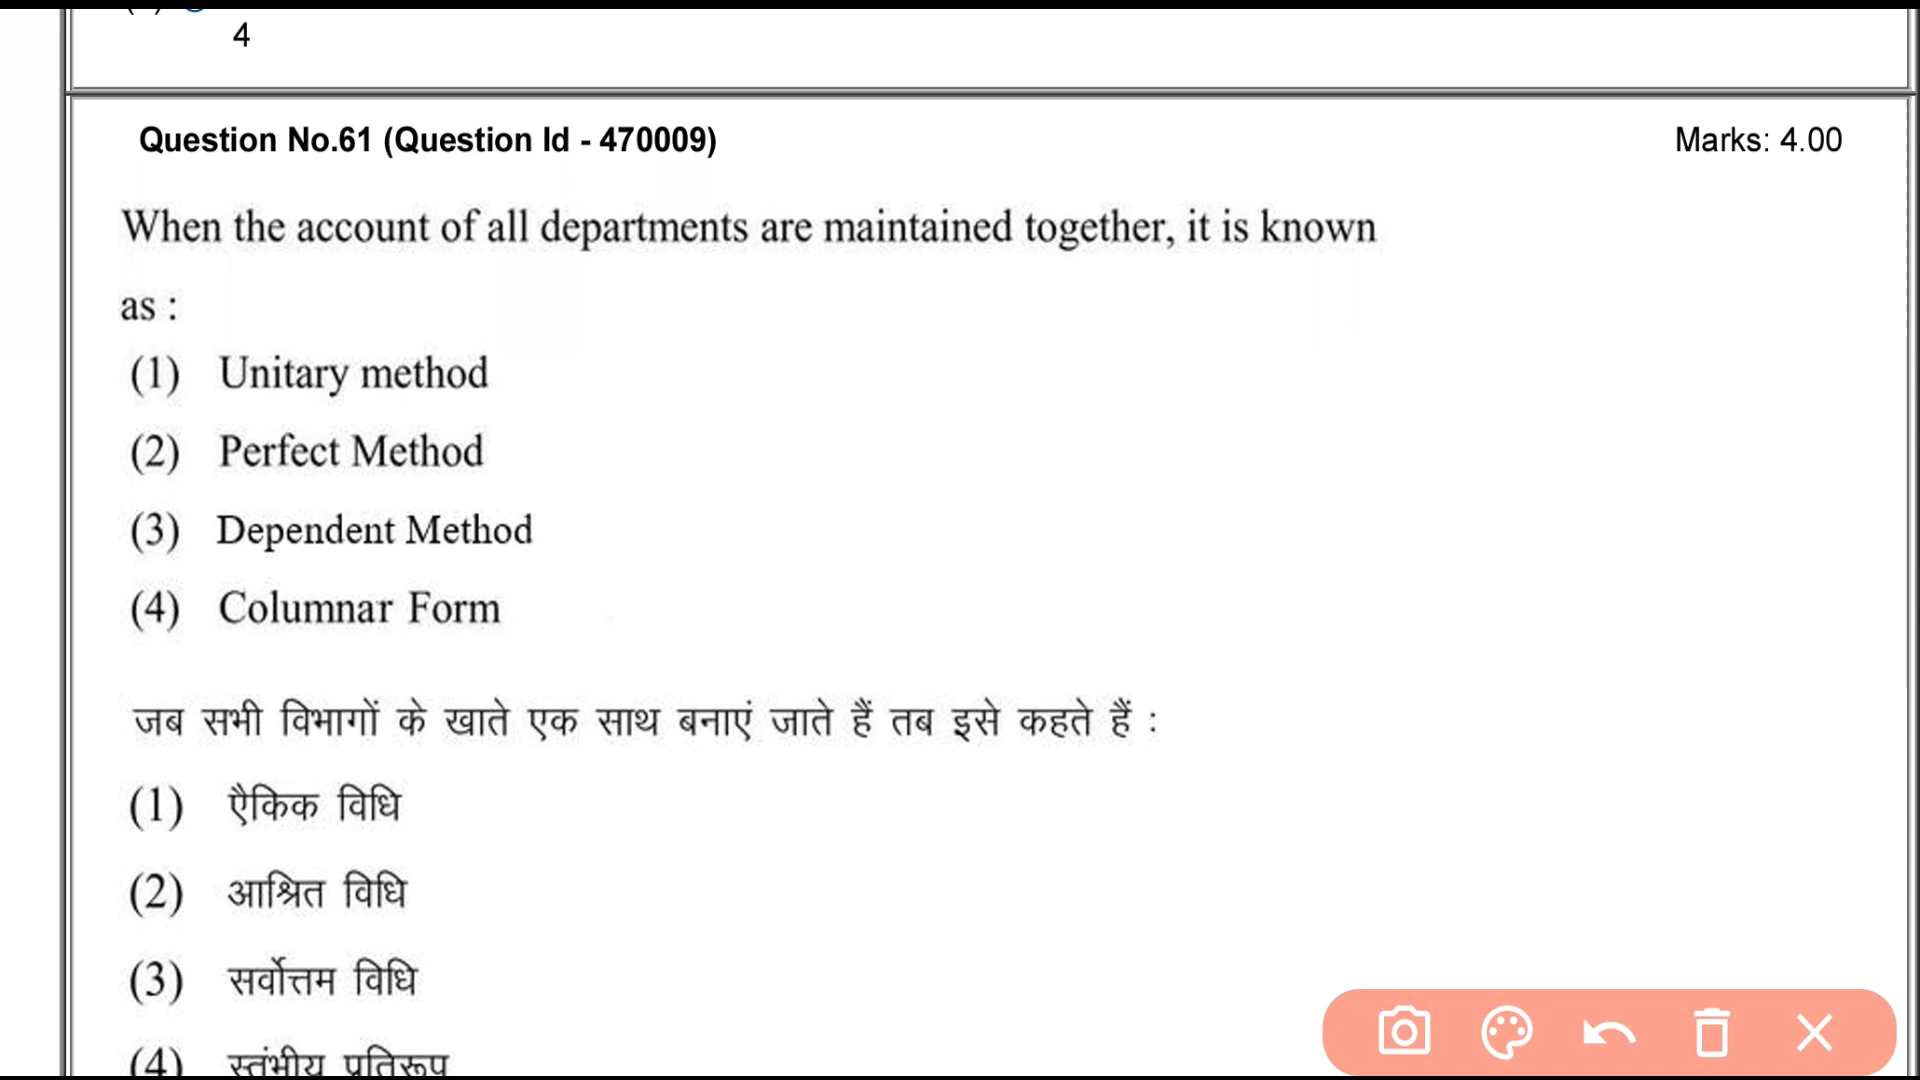 4
Question No.61 (Question Id - 470009)
Marks: 4.00
When the account of all departments are maintained together, it is known
as :
(1) Unitary method
(2) Perfect Method
(3) Dependent Method
(4) Columnar Form
जब सभी विभागों के खाते एक साथ बनाएं जाते हैं तब इसे कहते हैं :
(1) ऐैकिक विधि
(2) आश्रित विधि
(3) सर्वोत्तम विधि
(4) स्तंभीय प्रतिरूप